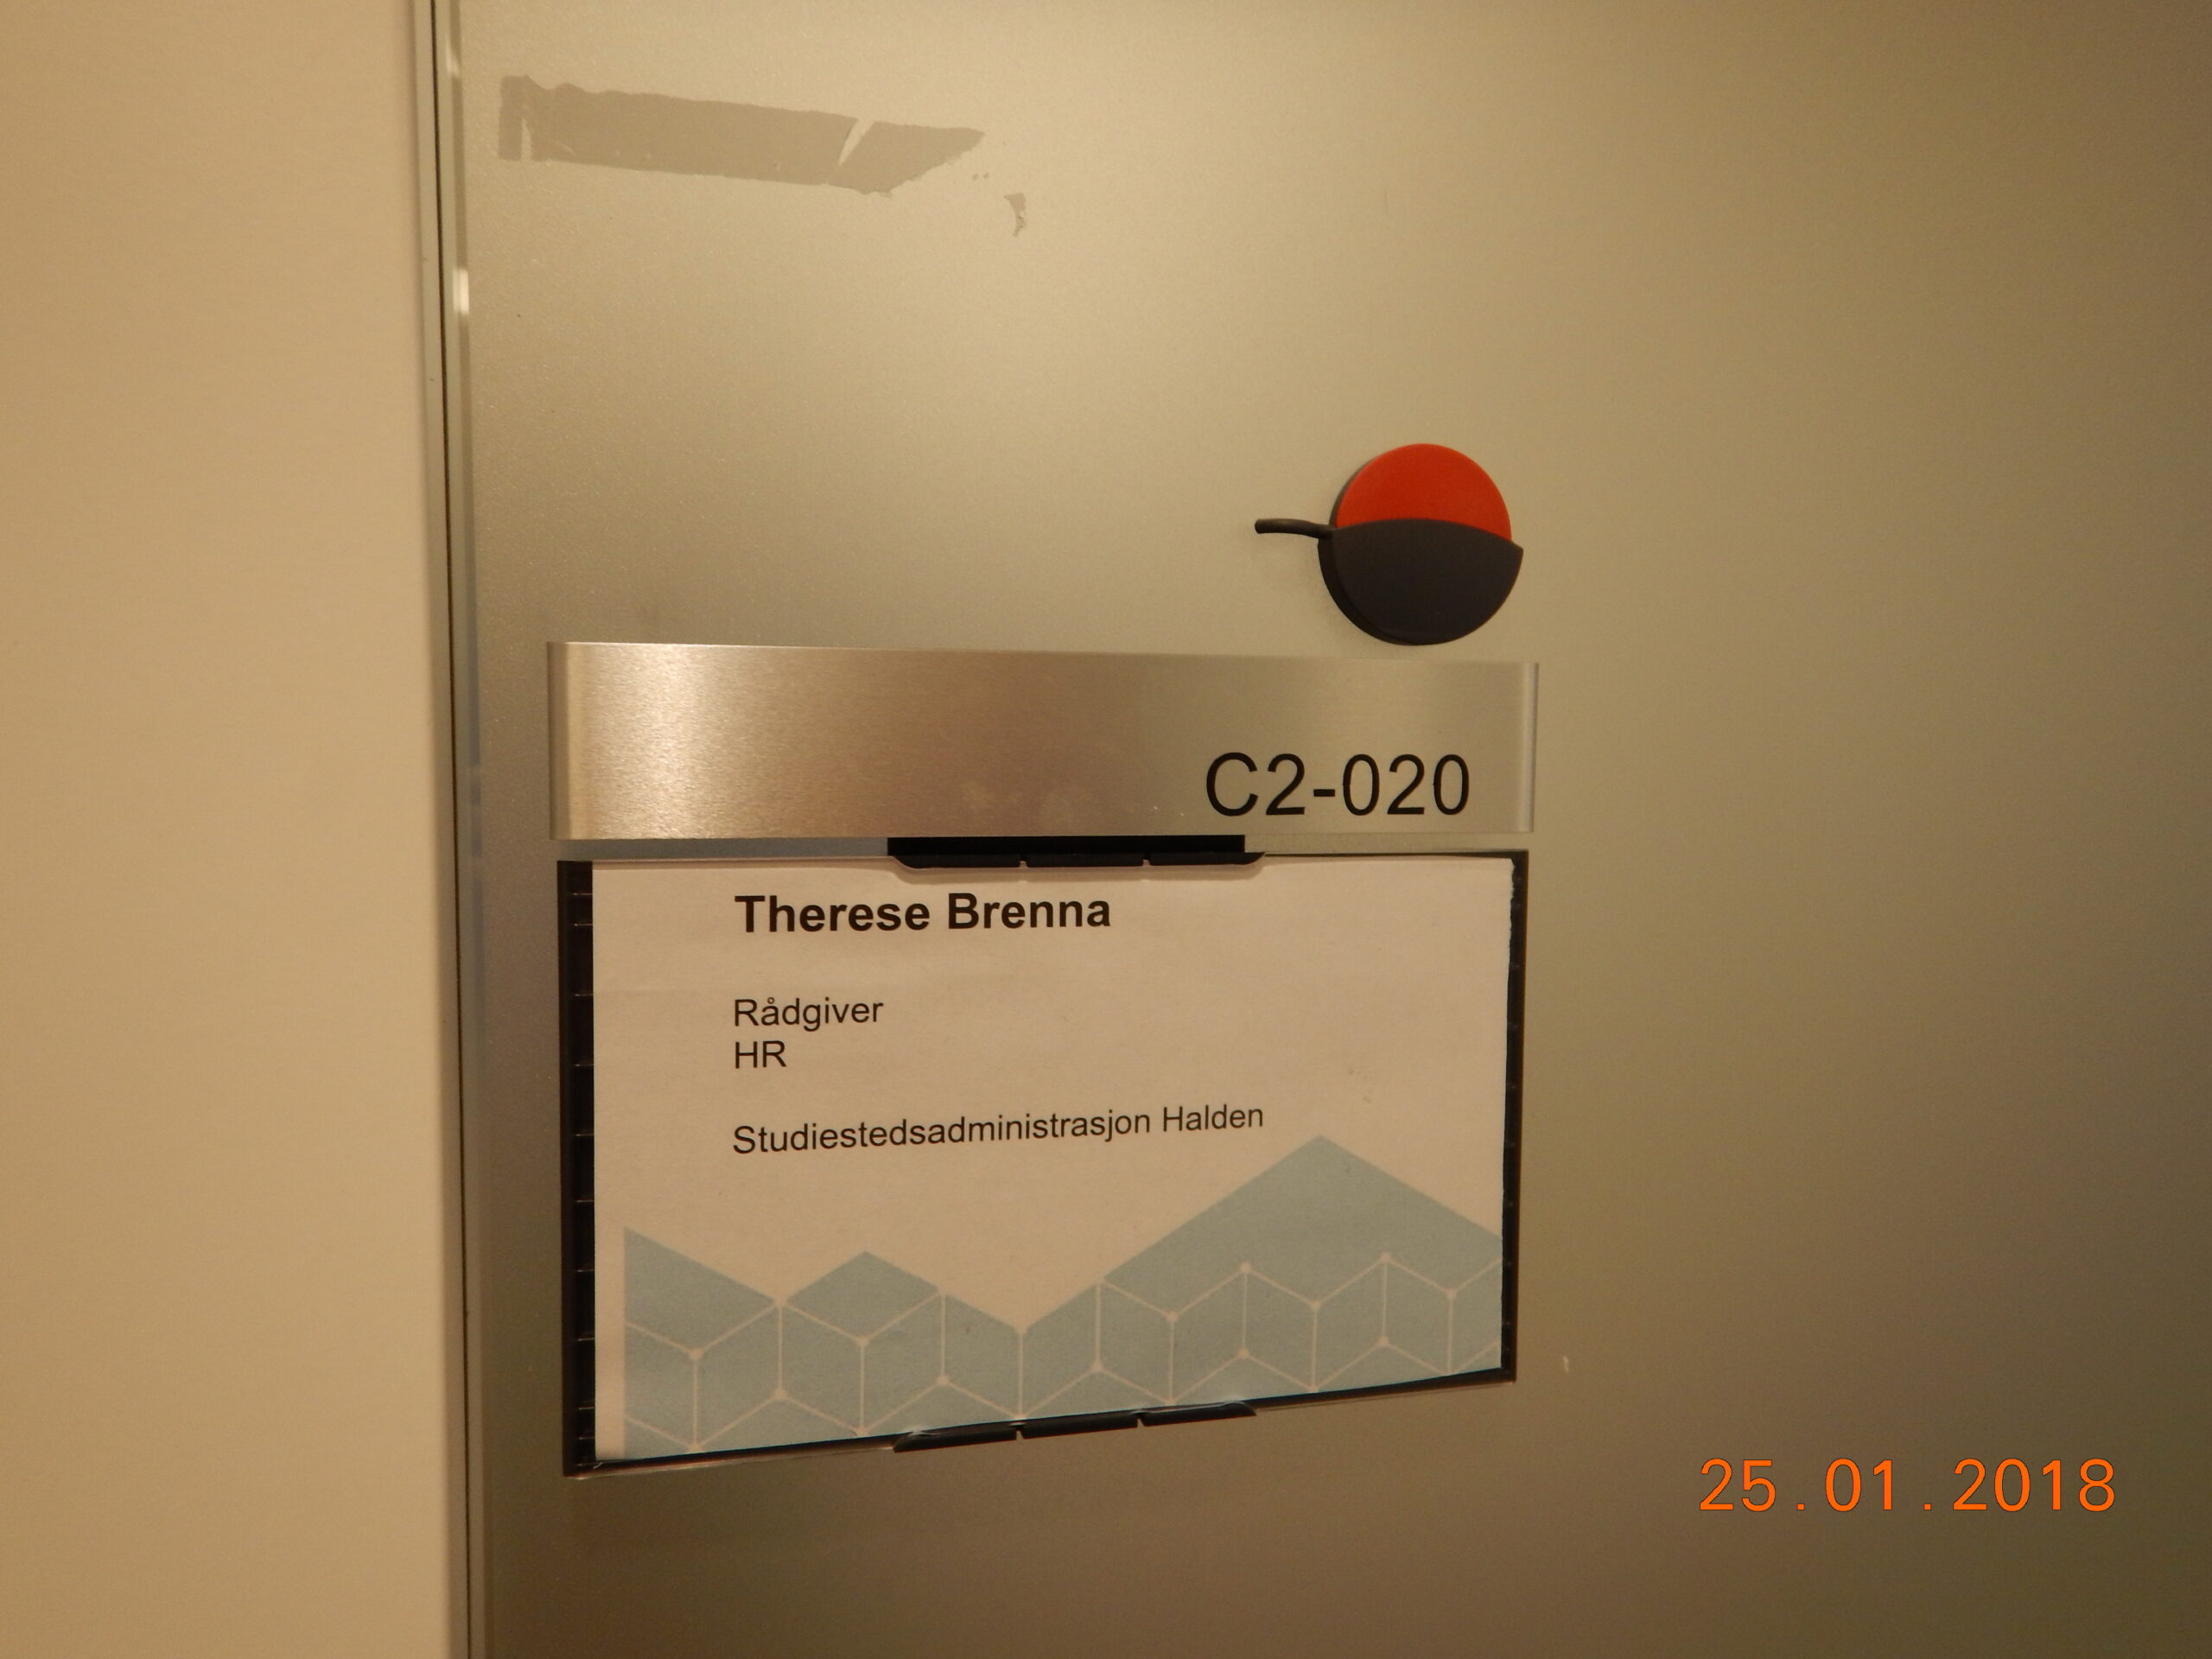 C2-020
Therese Brenna
Rådgiver
HR
Studiestedsadministrasjon Halden
25.01.2018